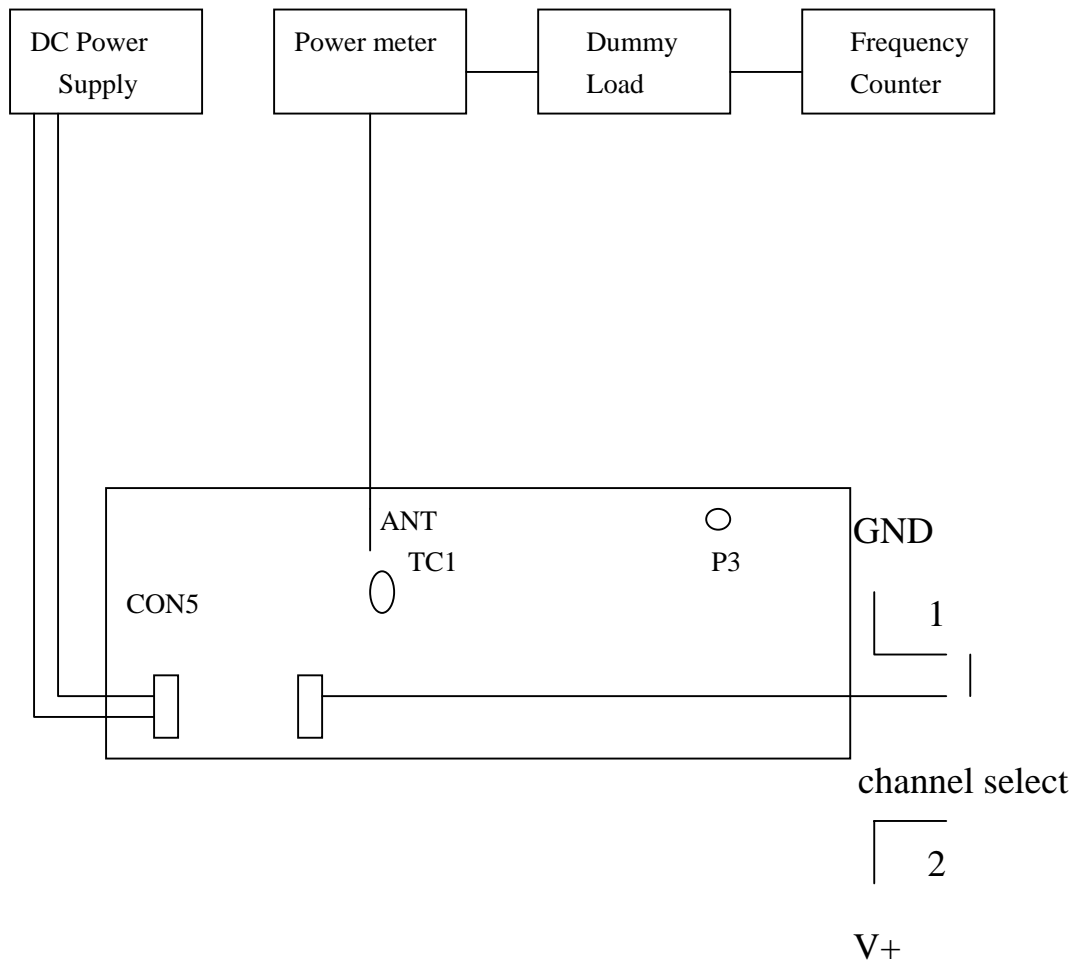 DC Power
Supply
Power meter
Dummy
Load
Frequency
Counter
ANT
TC1
P3
GND
CON5
1
channel select
2
V+